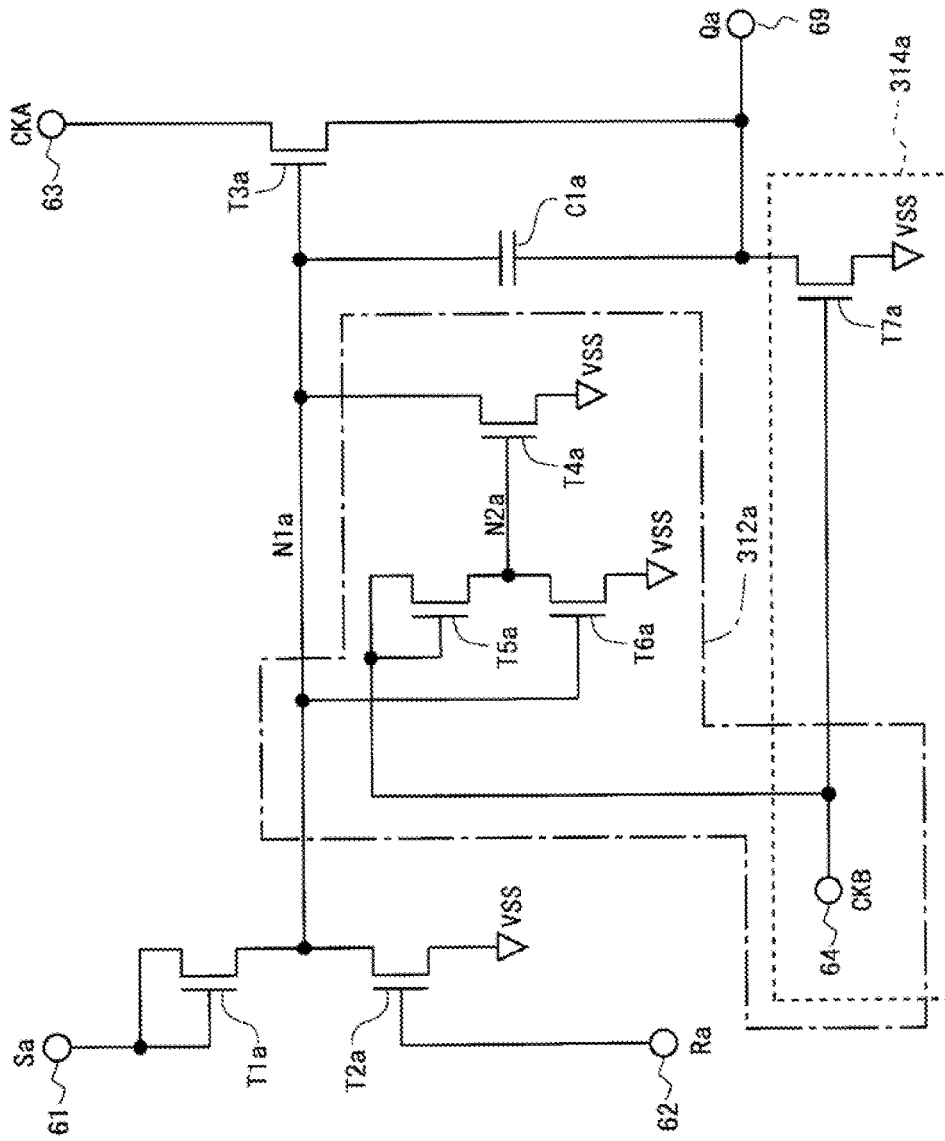 61
Sa
T1a
T2a
VSS
62
Ra
N1a
T5a
T6a
VSS
N2a
T4a
VSS
312a
CKA
63
T3a
C1a
Qa
69
314a
VSS
T7a
64
CKB